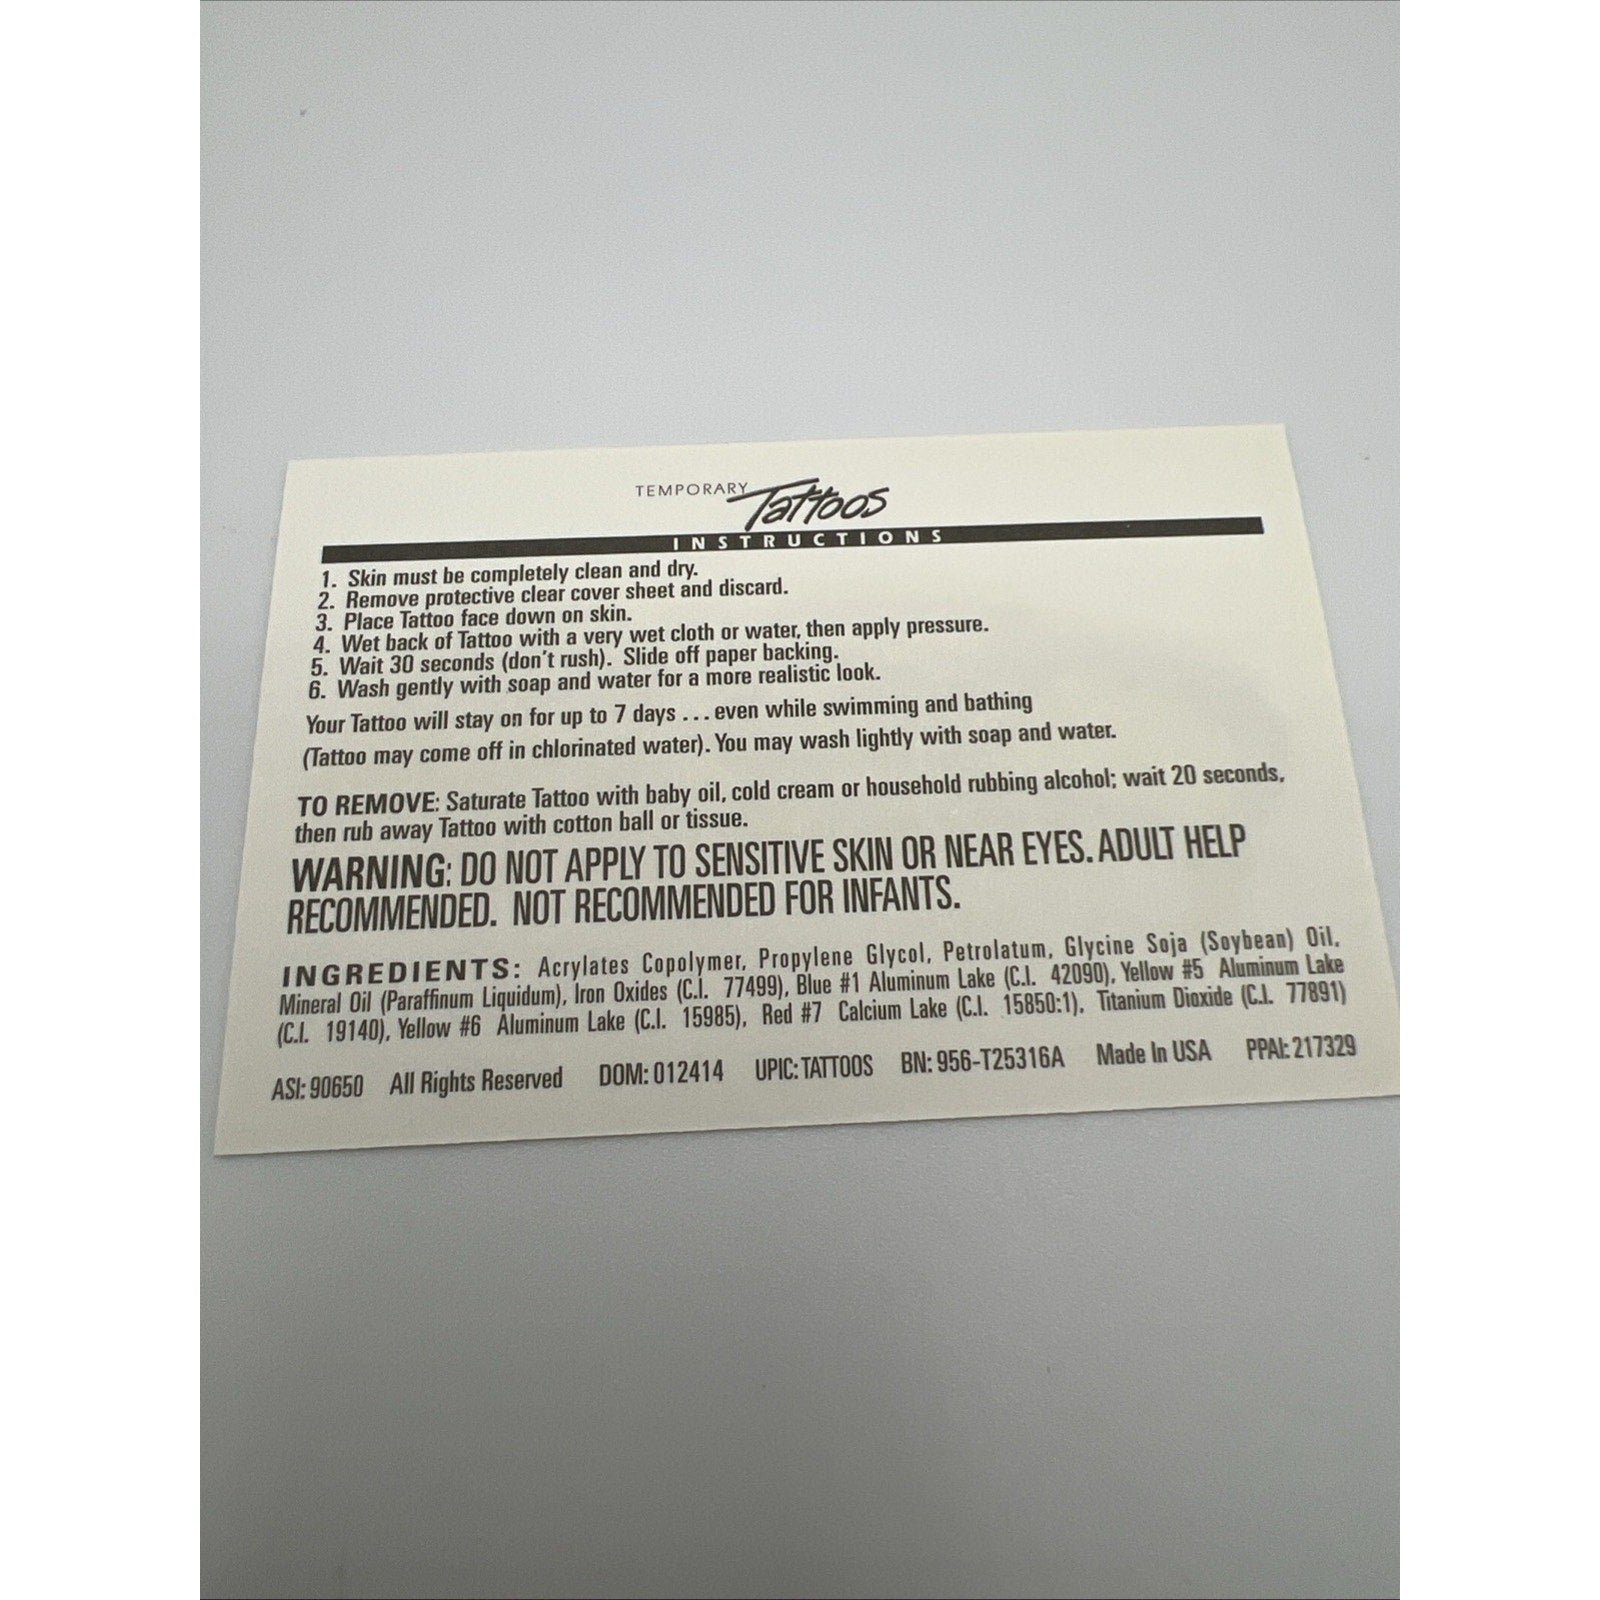 TEMPORARY Tattoos
INSTRUCTIONS
1. Skin must be completely clean and dry.
2. Remove protective clear cover sheet and discard.
3. Place Tattoo face down on skin.
4. Wet back of Tattoo with a very wet cloth or water, then apply pressure.
5. Wait 30 seconds (don't rush). Slide off paper backing.
6. Wash gently with soap and water for a more realistic look.
Your Tattoo will stay on for up to 7 days ... even while swimming and bathing
(Tattoo may come off in chlorinated water). You may wash lightly with soap and water.
TO REMOVE: Saturate Tattoo with baby oil, cold cream or household rubbing alcohol; wait 20 seconds,
then rub away Tattoo with cotton ball or tissue.
WARNING: DO NOT APPLY TO SENSITIVE SKIN OR NEAR EYES. ADULT HELP
RECOMMENDED. NOT RECOMMENDED FOR INFANTS.
INGREDIENTS: Acrylates Copolymer, Propylene Glycol, Petrolatum, Glycine Soja (Soybean) Oil,
Mineral Oil (Paraffinum Liquidum), Iron Oxides (C.I. 77499), Blue #1 Aluminum Lake (C.I. 42090), Yellow #5 Aluminum Lake
(C.I. 19140), Yellow #6 Aluminum Lake (C.I. 15985), Red #7 Calcium Lake (C.I. 15850:1), Titanium Dioxide (C.I. 77891)
ASI: 90650 All Rights Reserved DOM: 012414 UPIC: TATTOOS BN: 956-T25316A Made In USA PPAI: 217329